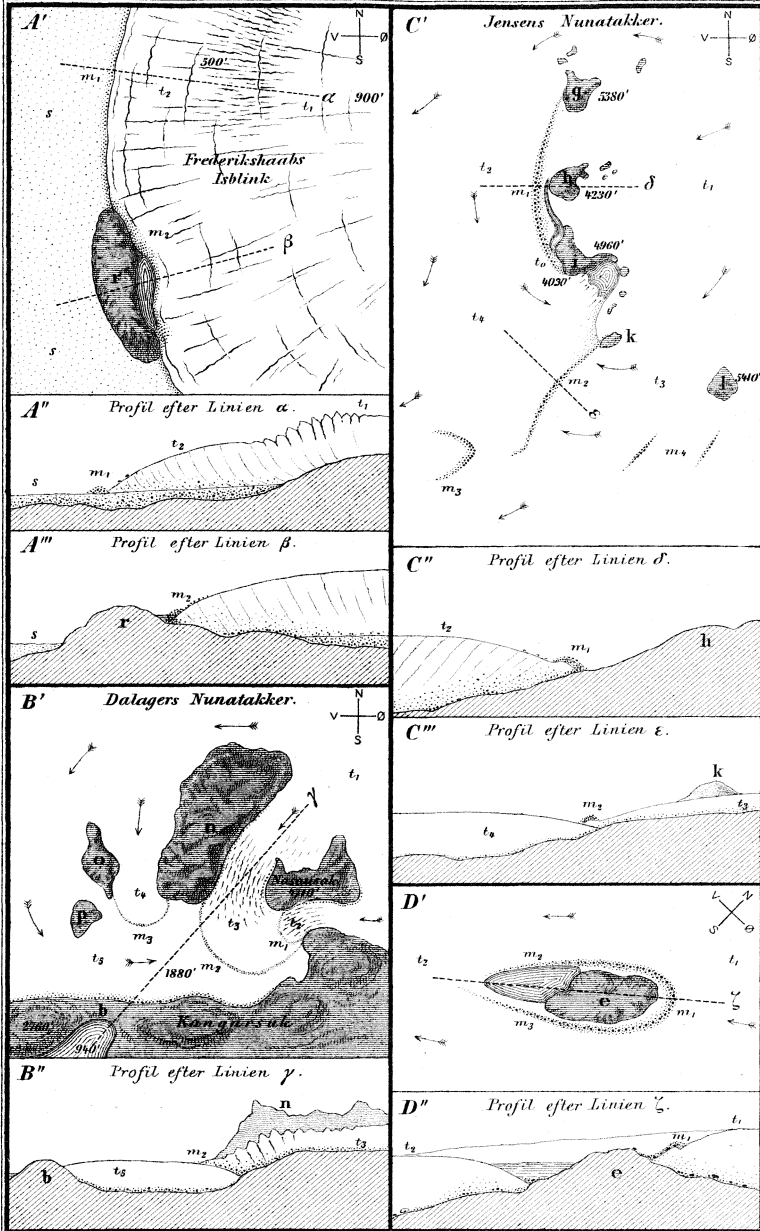 A'
N
V Ø
S
500'
m₁
t₂
α
900'
t₁
s
Frederikshaabs
Isblink
m₂
β
r
s
A"
Profil efter Linien α.
t₁
t₂
m₁
s
A'''
Profil efter Linien β.
m₂
r
s
B'
Dalagers Nunatakker.
N
V Ø
S
t₁
γ
n
o
t₄
p
m₃
t₃
t₂
m₁
m₂
t₅
1880'
b
Kangarsuk
2760'
940'
B"
Profil efter Linien γ.
n
m₂
t₃
t₅
b
C'
Jensens Nunatakker.
N
V Ø
S
g
5380'
t₂
h
m₁
δ
t₁
4230'
4960'
i
t₀
4030'
t₄
k
m₂
t₃
l
5410'
ε
m₄
m₃
C"
Profil efter Linien δ.
t₂
m₁
h
C'''
Profil efter Linien ε.
k
m₂
t₃
t₄
D'
V N
S Ø
m₂
t₂
t₁
e
ζ
m₁
m₃
D"
Profil efter Linien ζ.
t₁
m₁
t₂
e